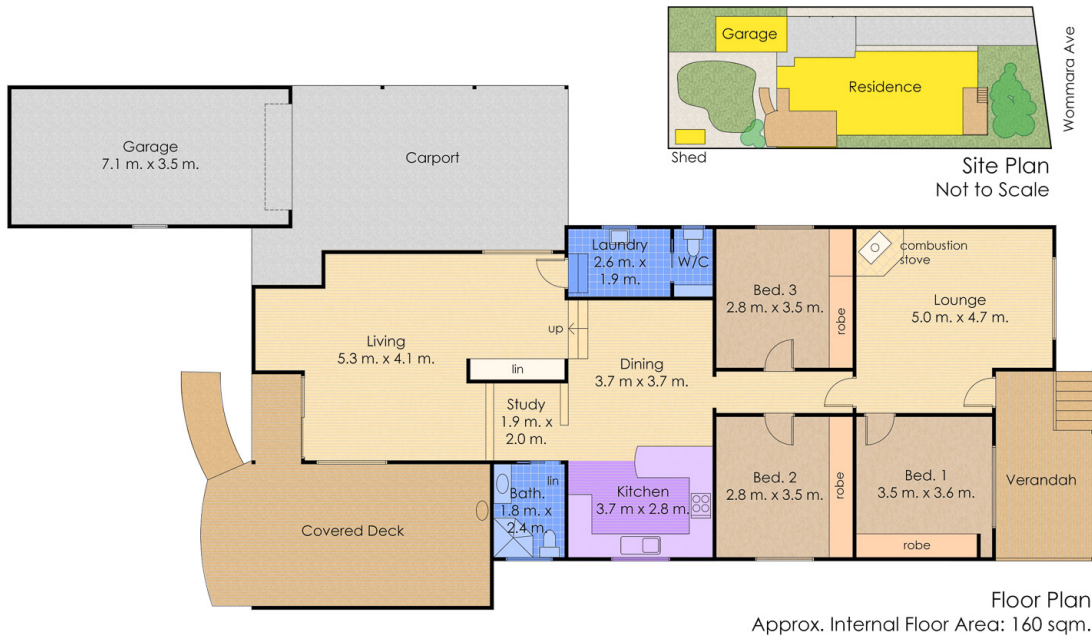 Garage
Residence
Wommara Ave
Shed
Site Plan
Not to Scale
Garage
7.1 m. x 3.5 m.
Carport
Laundry
2.6 m. x
1.9 m.
W/C
Bed. 3
2.8 m. x 3.5 m.
robe
combustion
stove
Lounge
5.0 m. x 4.7 m.
Living
5.3 m. x 4.1 m.
up
lin
Dining
3.7 m x 3.7 m.
Study
1.9 m. x
2.0 m.
Bath.
1.8 m. x
2.4 m.
lin
Kitchen
3.7 m x 2.8 m.
Bed. 2
2.8 m. x 3.5 m.
robe
Bed. 1
3.5 m. x 3.6 m.
robe
Verandah
Covered Deck
Floor Plan
Approx. Internal Floor Area: 160 sqm.